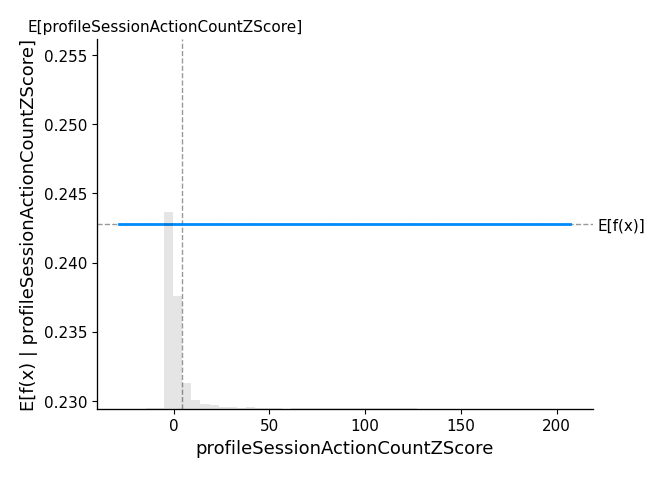 E[profileSessionActionCountZScore]
E[f(x) | profileSessionActionCountZScore]
0.255
0.250
0.245
0.240
0.235
0.230
E[f(x)]
0
50
100
150
200
profileSessionActionCountZScore